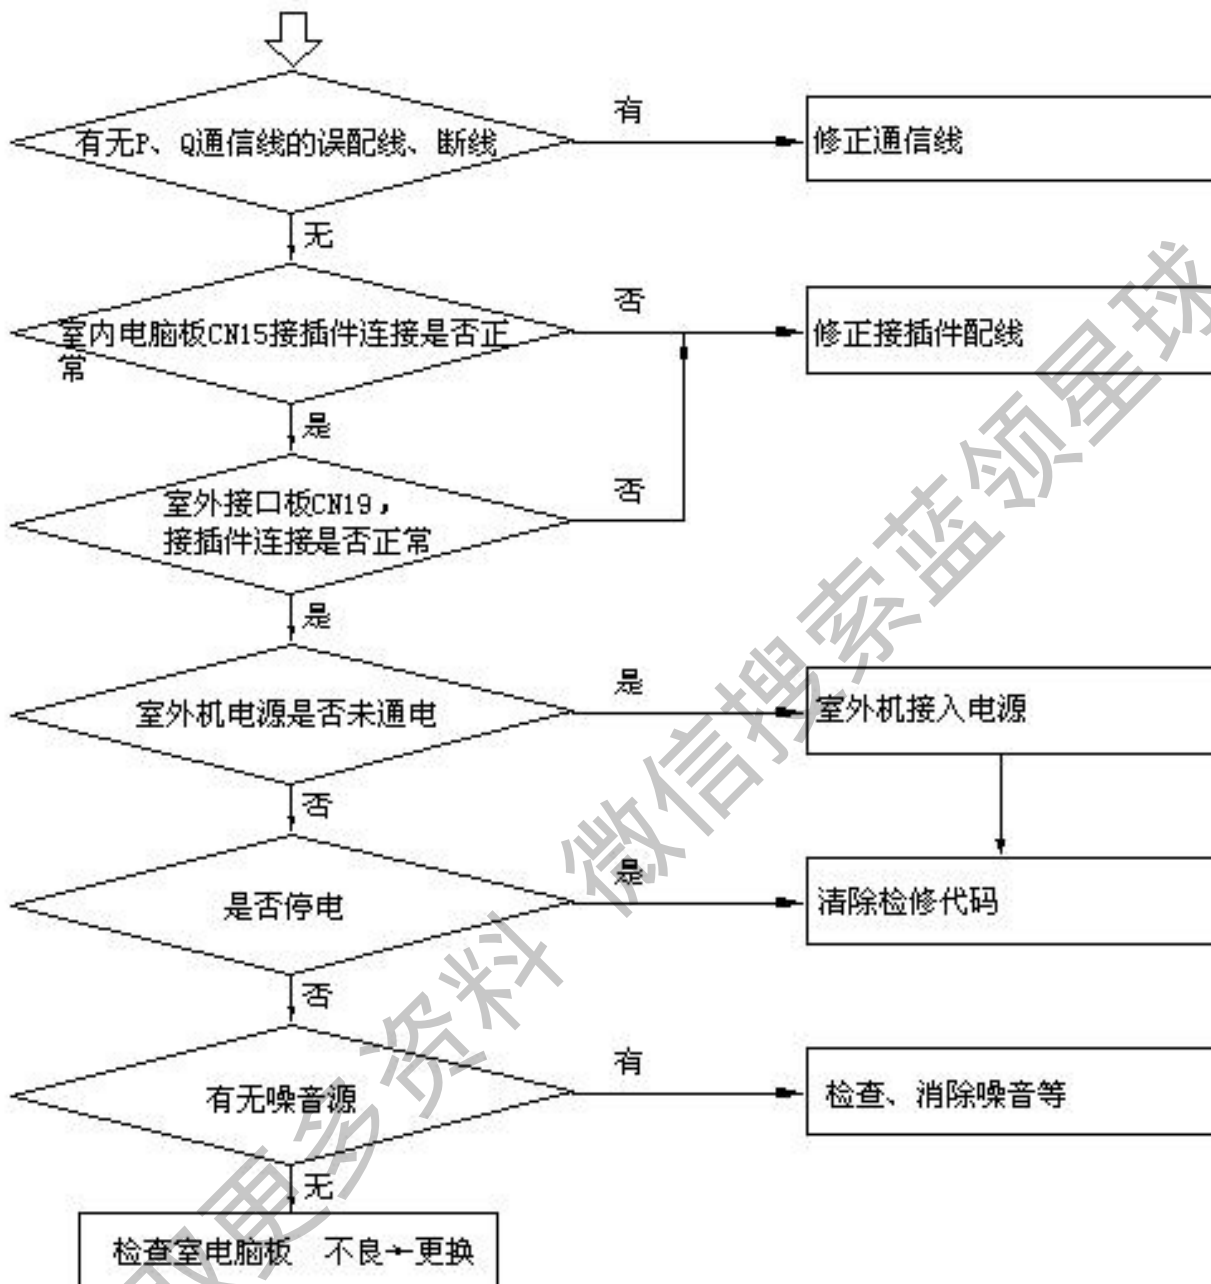 有无P、Q通信线的误配线、断线
有
修正通信线
无
室内电脑板CN15接插件连接是否正
常
否
修正接插件配线
是
室外接口板CN19，
接插件连接是否正常
否
是
室外机电源是否未通电
是
室外机接入电源
否
是否停电
是
清除检修代码
否
有无噪音源
有
检查、消除噪音等
无
检查室电脑板 不良←更换
取更多资料 微信搜索蓝领星球